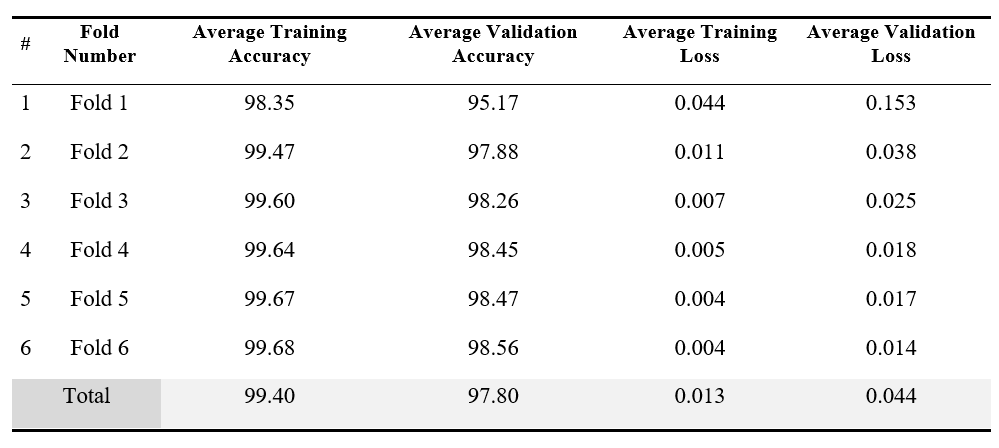 # Fold Number Average Training Accuracy Average Validation Accuracy Average Training Loss Average Validation Loss
1 Fold 1 98.35 95.17 0.044 0.153
2 Fold 2 99.47 97.88 0.011 0.038
3 Fold 3 99.60 98.26 0.007 0.025
4 Fold 4 99.64 98.45 0.005 0.018
5 Fold 5 99.67 98.47 0.004 0.017
6 Fold 6 99.68 98.56 0.004 0.014
Total 99.40 97.80 0.013 0.044